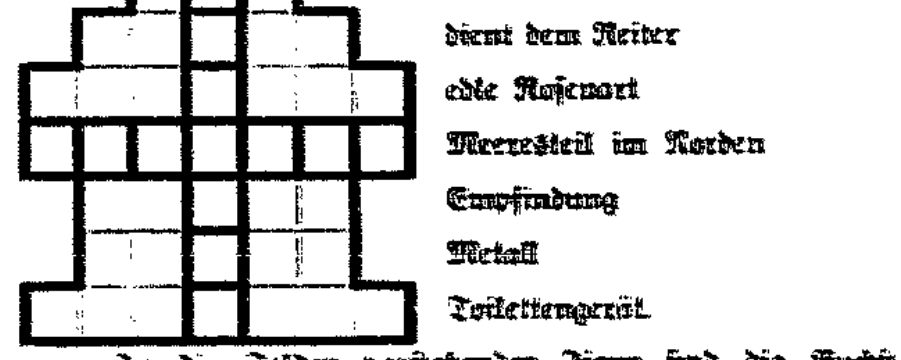 dient dem Reiter
edle Rosenart
Meeresteil im Norden
Empfindung
Metall
Toilettengerät